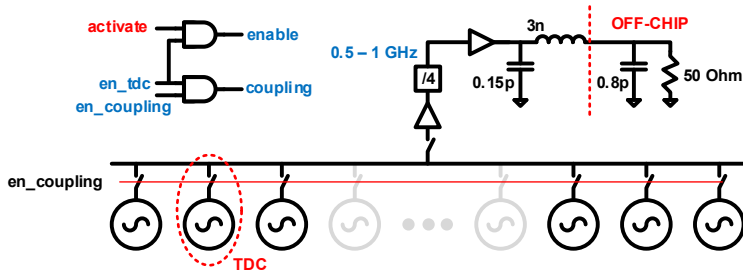 activate
enable
en_tdc
en_coupling
coupling
0.5 – 1 GHz
/4
3n
0.15p
OFF-CHIP
0.8p
50 Ohm
en_coupling
TDC